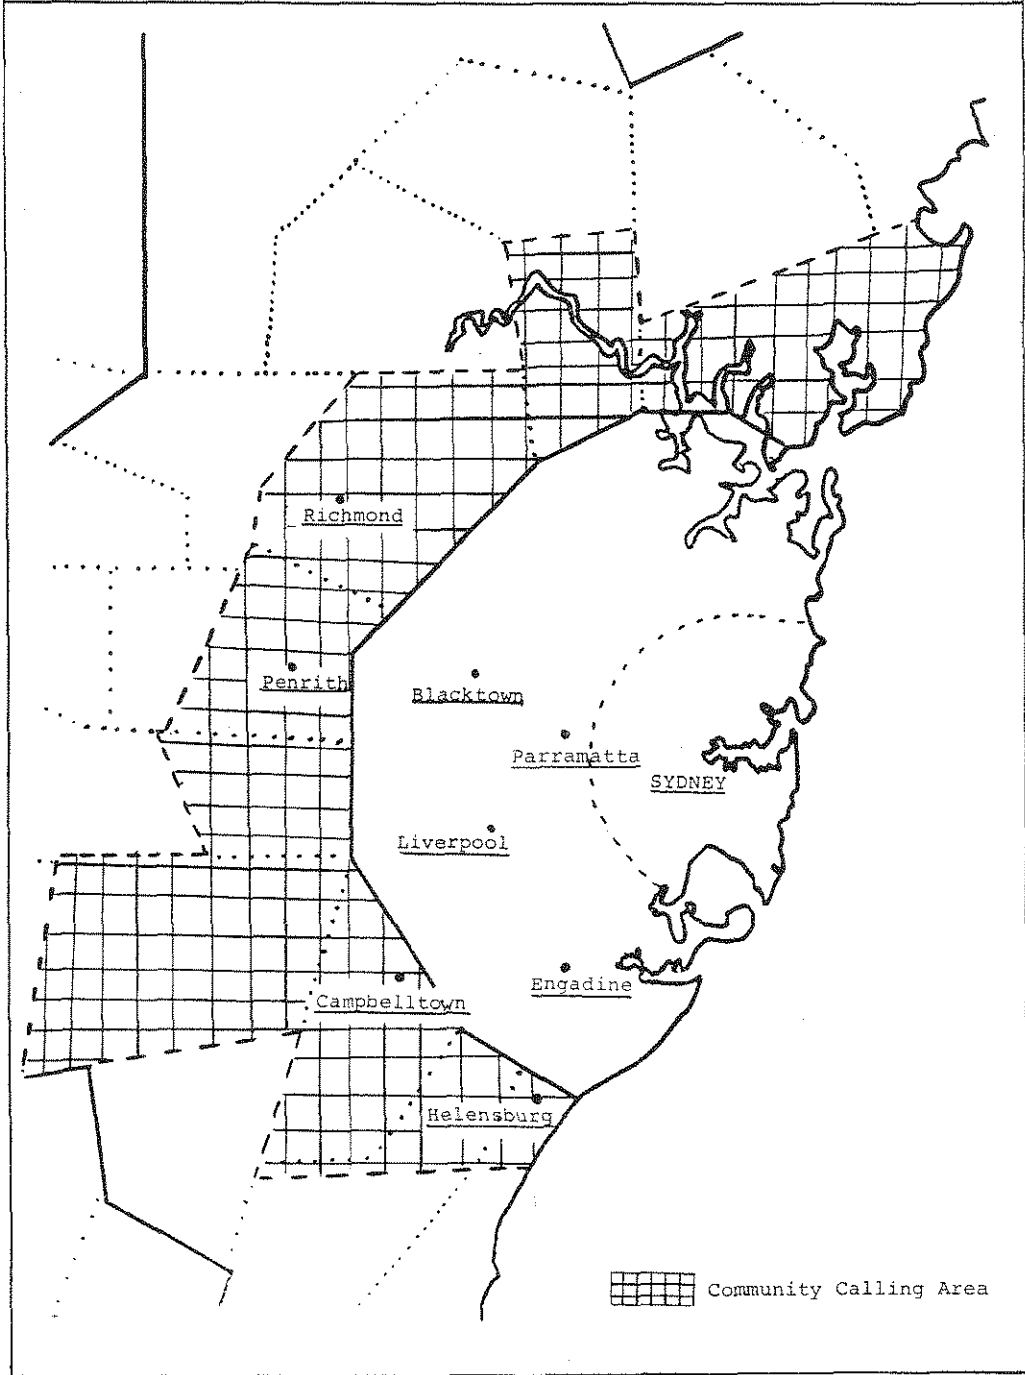 Richmond
Penrith
Blacktown
Parramatta
SYDNEY
Liverpool
Engadine
Campbelltown
Helensburg
Community Calling Area